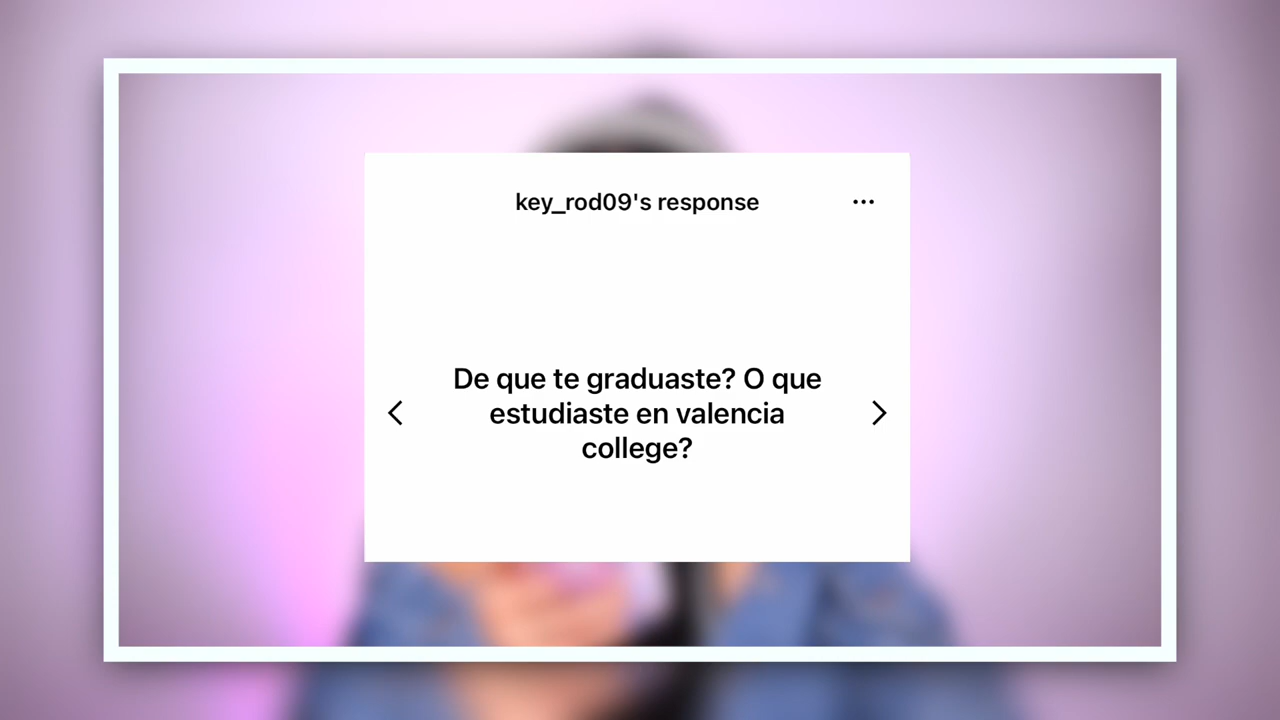 key_rod09's response
De que te graduaste? O que
estudiaste en valencia
college?